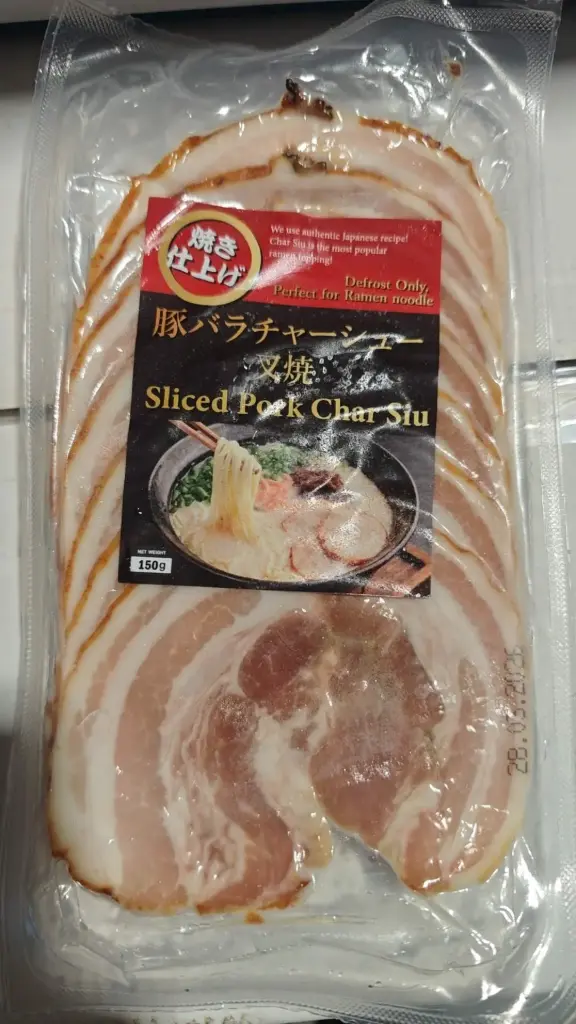 焼き
仕上げ
We use authentic Japanese recipe!
Char Siu is the most popular
ramen topping!
Defrost Only,
Perfect for Ramen noodle
豚バラチャーシュー
叉焼
Sliced Pork Char Siu
NET WEIGHT
150g
28.03.2026